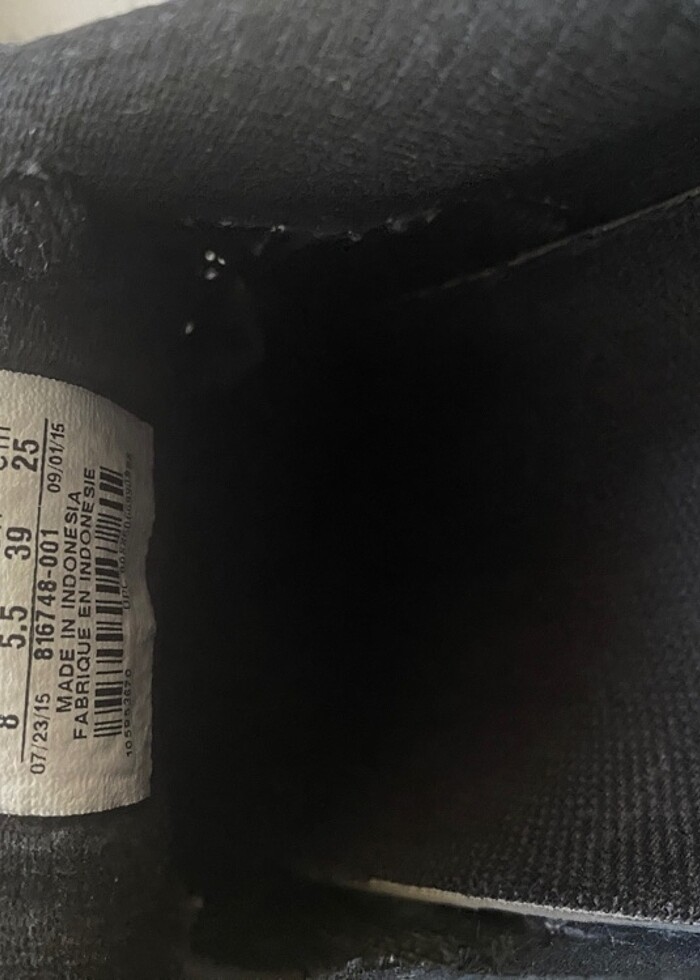 cm
8 5.5 39 25
07/23/15 816748-001 09/01/15
MADE IN INDONESIA
FABRIQUE EN INDONESIE